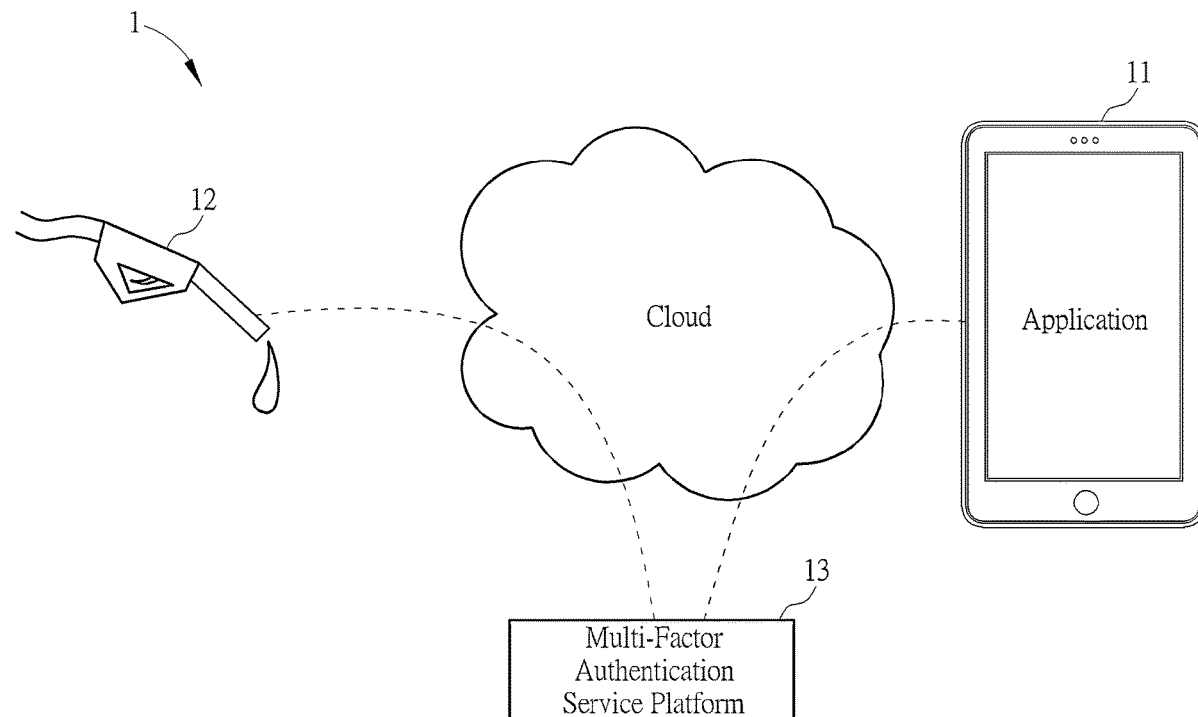 1
11
12
Cloud
Application
13
Multi-Factor
Authentication
Service Platform